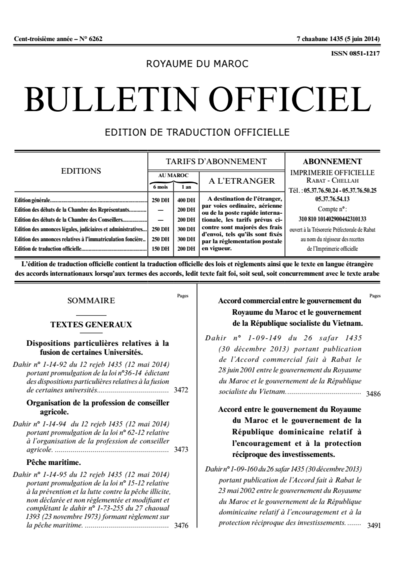 Cent-troisième année – N° 6262
7 chaabane 1435 (5 juin 2014)
ISSN 0851-1217
ROYAUME DU MAROC
BULLETIN OFFICIEL
EDITION DE TRADUCTION OFFICIELLE
EDITIONS
TARIFS D'ABONNEMENT
AU MAROC
6 mois
1 an
A L'ETRANGER
Edition générale
250 DH
400 DH
Edition des débats de la Chambre des Représentants
—
200 DH
Edition des débats de la Chambre des Conseillers
—
200 DH
Edition des annonces légales, judiciaires et administratives...
250 DH
300 DH
Edition des annonces relatives à l'immatriculation foncière..
250 DH
300 DH
Edition de traduction officielle
150 DH
200 DH
A destination de l'étranger,
par voies ordinaire, aérienne
ou de la poste rapide interna-
tionale, les tarifs prévus ci-
contre sont majorés des frais
d'envoi, tels qu'ils sont fixés
par la réglementation postale
en vigueur.
ABONNEMENT
IMPRIMERIE OFFICIELLE
RABAT - CHELLAH
Tél. : 05.37.76.50.24 - 05.37.76.50.25
05.37.76.54.13
Compte n° :
310 810 1014029004423101 33
ouvert à la Trésorerie Préfectorale de Rabat
au nom du régisseur des recettes
de l'Imprimerie officielle
L'édition de traduction officielle contient la traduction officielle des lois et règlements ainsi que le texte en langue étrangère
des accords internationaux lorsqu'aux termes des accords, ledit texte fait foi, soit seul, soit concurremment avec le texte arabe
SOMMAIRE
Pages
TEXTES GENERAUX
Dispositions particulières relatives à la
fusion de certaines Universités.
Dahir n° 1-14-92 du 12 rejeb 1435 (12 mai 2014)
portant promulgation de la loi n°36-14 édictant
des dispositions particulières relatives à la fusion
de certaines universités. 3472
Organisation de la profession de conseiller
agricole.
Dahir n° 1-14-94 du 12 rejeb 1435 (12 mai 2014)
portant promulgation de la loi n° 62-12 relative
à l'organisation de la profession de conseiller
agricole. 3473
Pêche maritime.
Dahir n° 1-14-95 du 12 rejeb 1435 (12 mai 2014)
portant promulgation de la loi n° 15-12 relative
à la prévention et la lutte contre la pêche illicite,
non déclarée et non réglementée et modifiant et
complétant le dahir n° 1-73-255 du 27 chaoual
1393 (23 novembre 1973) formant règlement sur
la pêche maritime. 3476
Pages
Accord commercial entre le gouvernement du
Royaume du Maroc et le gouvernement
de la République socialiste du Vietnam.
Dahir n° 1-09-149 du 26 safar 1435
(30 décembre 2013) portant publication
de l'Accord commercial fait à Rabat le
28 juin 2001 entre le gouvernement du Royaume
du Maroc et le gouvernement de la République
socialiste du Vietnam. 3486
Accord entre le gouvernement du Royaume
du Maroc et le gouvernement de la
République dominicaine relatif à
l'encouragement et à la protection
réciproque des investissements.
Dahir n° 1-09-160 du 26 safar 1435 (30 décembre 2013)
portant publication de l'Accord fait à Rabat le
23 mai 2002 entre le gouvernement du Royaume
du Maroc et le gouvernement de la République
dominicaine relatif à l'encouragement et à la
protection réciproque des investissements. 3491